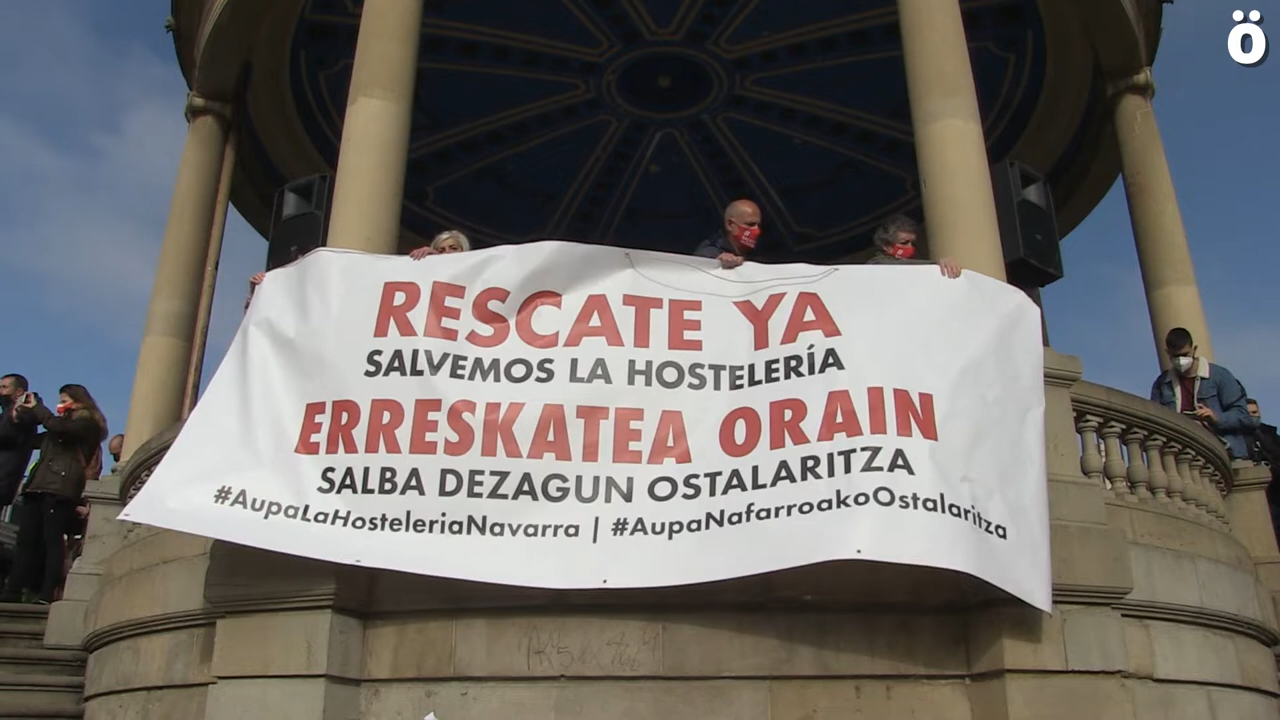 ö
RESCATE YA
SALVEMOS LA HOSTELERÍA
ERRESKATEA ORAIN
SALBA DEZAGUN OSTALARITZA
#AupaLaHosteleriaNavarra | #AupaNafarroakoOstalaritza